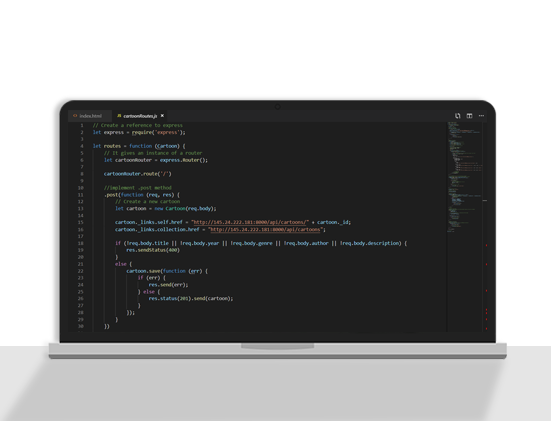 index.html cartoonRoutes.js
1 // Create a reference to express
2 let express = require('express');
3
4 let routes = function (Cartoon) {
5 // It gives an instance of a router
6 let cartoonRouter = express.Router();
7
8 cartoonRouter.route('/')
9
10 //implement .post method
11 .post(function (req, res) {
12 // Create a new cartoon
13 let cartoon = new Cartoon(req.body);
14
15 cartoon._links.self.href = "http://145.24.222.181:8000/api/cartoons/" + cartoon._id;
16 cartoon._links.collection.href = "http://145.24.222.181:8000/api/cartoons";
17
18 if (!req.body.title || !req.body.year || !req.body.genre || !req.body.author || !req.body.description) {
19 res.sendStatus(400)
20 }
21 else {
22 cartoon.save(function (err) {
23 if (err) {
24 res.send(err);
25 } else {
26 res.status(201).send(cartoon);
27 }
28 });
29 }
30 })